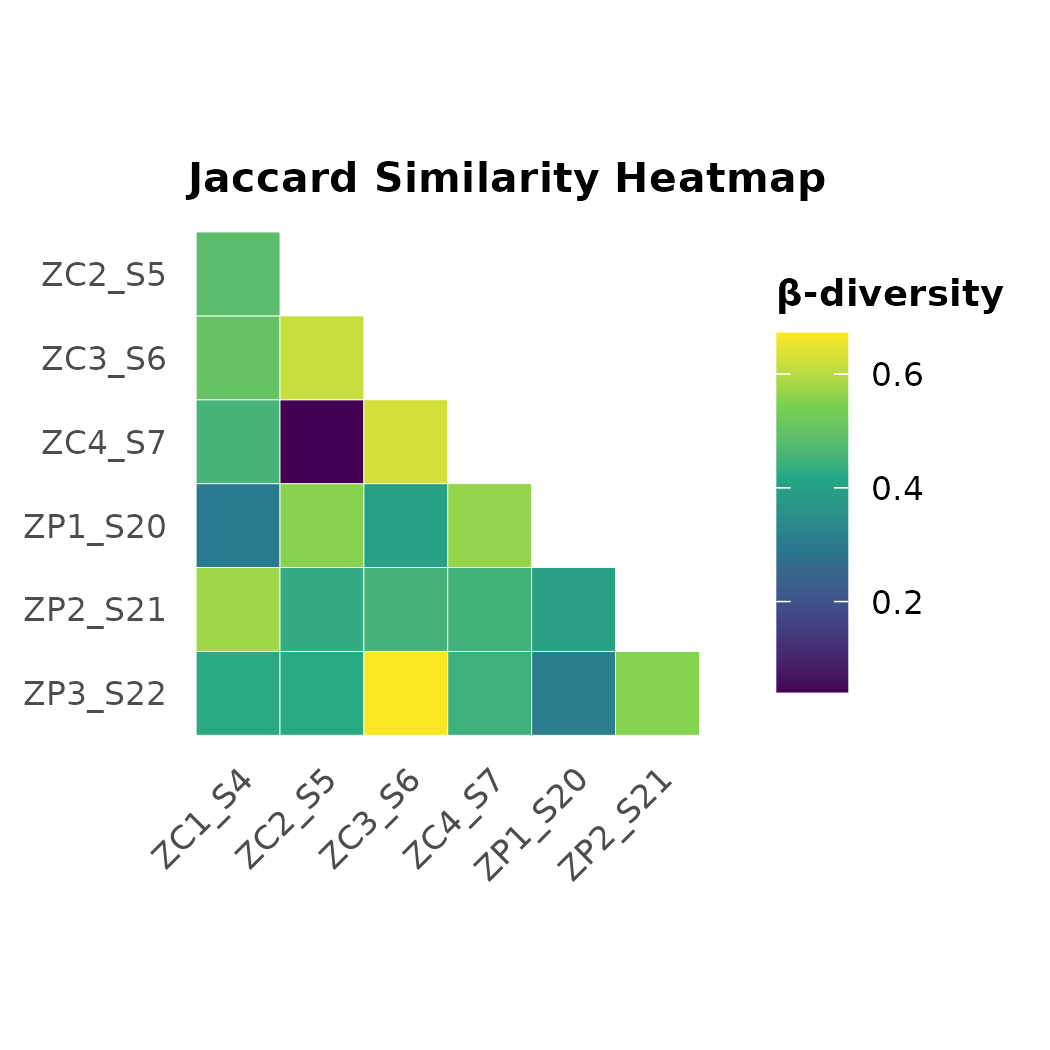 Jaccard Similarity Heatmap
ZC2_S5
ZC3_S6
ZC4_S7
ZP1_S20
ZP2_S21
ZP3_S22
ZC1_S4
ZC2_S5
ZC3_S6
ZC4_S7
ZP1_S20
ZP2_S21
β-diversity
0.6
0.4
0.2